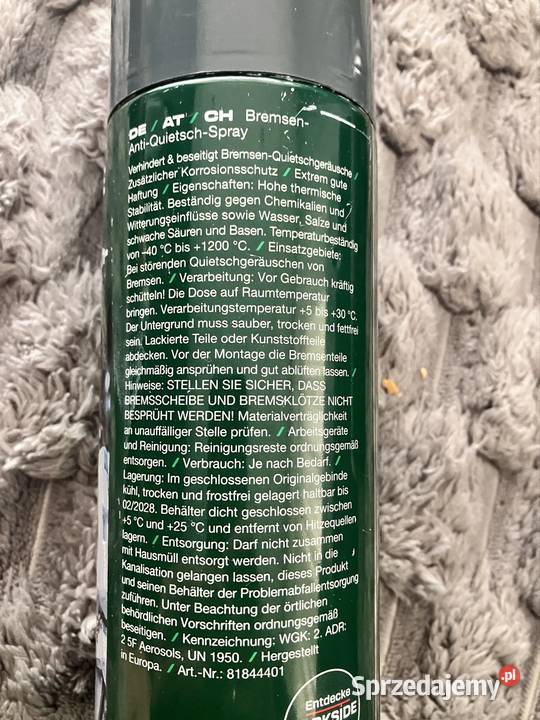 DE / AT / CH Bremsen-
Anti-Quietsch-Spray
Verhindert & beseitigt Bremsen-Quietschgeräusche /
Zusätzlicher Korrosionsschutz / Extrem gute
Haftung / Eigenschaften: Hohe thermische
Stabilität. Beständig gegen Chemikalien und
Witterungseinflüsse sowie Wasser, Salze und
schwache Säuren und Basen. Temperaturbeständig
von –40 °C bis +1200 °C. / Einsatzgebiete:
Bei störenden Quietschgeräuschen von
Bremsen. / Verarbeitung: Vor Gebrauch kräftig
schütteln! Die Dose auf Raumtemperatur
bringen. Verarbeitungstemperatur +5 bis +30 °C.
Der Untergrund muss sauber, trocken und fettfrei
sein. Lackierte Teile oder Kunststoffteile
abdecken. Vor der Montage die Bremsenteile
gleichmäßig ansprühen und gut ablüften lassen. /
Hinweise: STELLEN SIE SICHER, DASS
BREMSSCHEIBE UND BREMSKLÖTZE NICHT
BESPRÜHT WERDEN! Materialverträglichkeit
an unauffälliger Stelle prüfen. / Arbeitsgeräte
und Reinigung: Reinigungsreste ordnungsgemäß
entsorgen. / Verbrauch: Je nach Bedarf. /
Lagerung: Im geschlossenen Originalgebinde
kühl, trocken und frostfrei gelagert haltbar bis
02/2028. Behälter dicht geschlossen zwischen
+5 °C und +25 °C und entfernt von Hitzequellen
lagern. / Entsorgung: Darf nicht zusammen
mit Hausmüll entsorgt werden. Nicht in die
Kanalisation gelangen lassen, dieses Produkt
und seinen Behälter der Problemabfallentsorgung
zuführen. Unter Beachtung der örtlichen
behördlichen Vorschriften ordnungsgemäß
beseitigen. / Kennzeichnung: WGK: 2. ADR:
2 5F Aerosols, UN 1950. / Hergestellt
in Europa. / Art.-Nr.: 81844401
Entdecke
RKSIDE
Sprzedajemy.pl